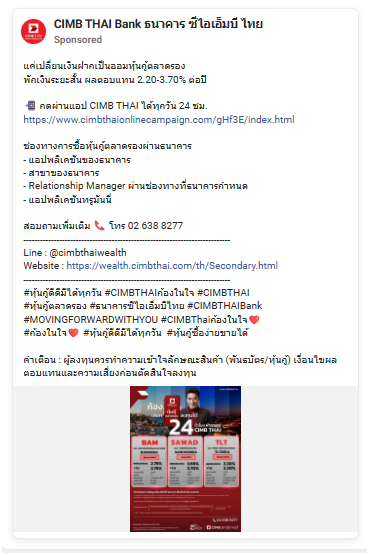 CIMB THAI Bank ธนาคาร ซีไอเอ็มบี ไทย
Sponsored
แค่เปลี่ยนเงินฝากเป็นออมหุ้นกู้ตลาดรอง
พักเงินระยะสั้น ผลตอบแทน 2.20-3.70% ต่อปี
กดผ่านแอป CIMB THAI ได้ทุกวัน 24 ชม.
https://www.cimbthaionlinecampaign.com/gHf3E/index.html
ช่องทางการซื้อหุ้นกู้ตลาดรองผ่านธนาคาร
- แอปพลิเคชันของธนาคาร
- สาขาของธนาคาร
- Relationship Manager ผ่านช่องทางที่ธนาคารกำหนด
- แอปพลิเคชันทรูมันนี่
สอบถามเพิ่มเติม 📞 โทร 02 638 8277
-----------------------------------------------------------------------
Line : @cimbthaiwealth
Website : https://wealth.cimbthai.com/th/Secondary.html
-----------------------------------------------------------------------
#หุ้นกู้ดีดีมีได้ทุกวัน #CIMBTHAIก้องในใจ #CIMBTHAI
#หุ้นกู้ตลาดรอง #ธนาคารซีไอเอ็มบีไทย #CIMBTHAIBank
#MOVINGFORWARDWITHYOU #CIMBThaiก้องในใจ❤️
#ก้องในใจ❤️ #หุ้นกู้ดีดีมีได้ทุกวัน #หุ้นกู้ซื้อง่ายขายได้
คำเตือน : ผู้ลงทุนควรทำความเข้าใจลักษณะสินค้า (พันธบัตร/หุ้นกู้) เงื่อนไขผล
ตอบแทนและความเสี่ยงก่อนตัดสินใจลงทุน
ก้อง
24
CIMB THAI
BAM SAWAD TLT
02 638 8277